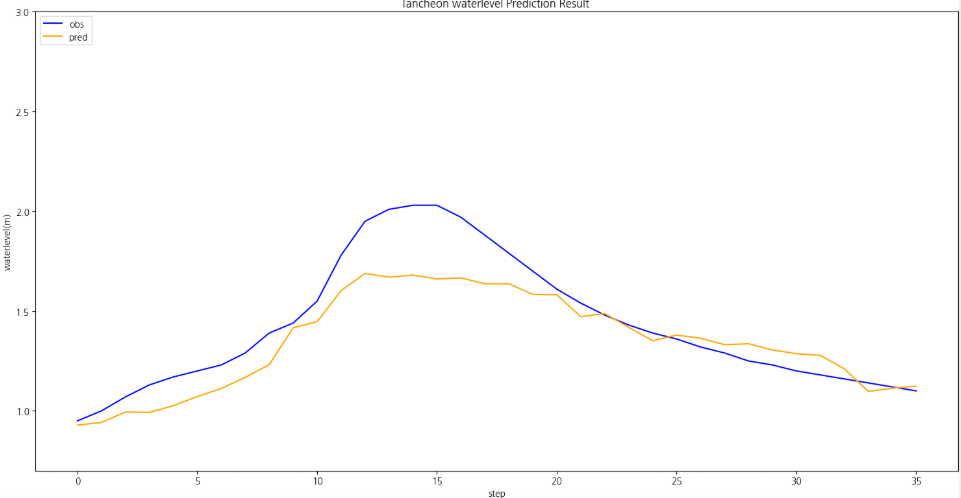 Tancheon waterlevel Prediction Result
obs
pred
3.0
2.5
2.0
1.5
1.0
waterlevel(m)
0 5 10 15 20 25 30 35
step